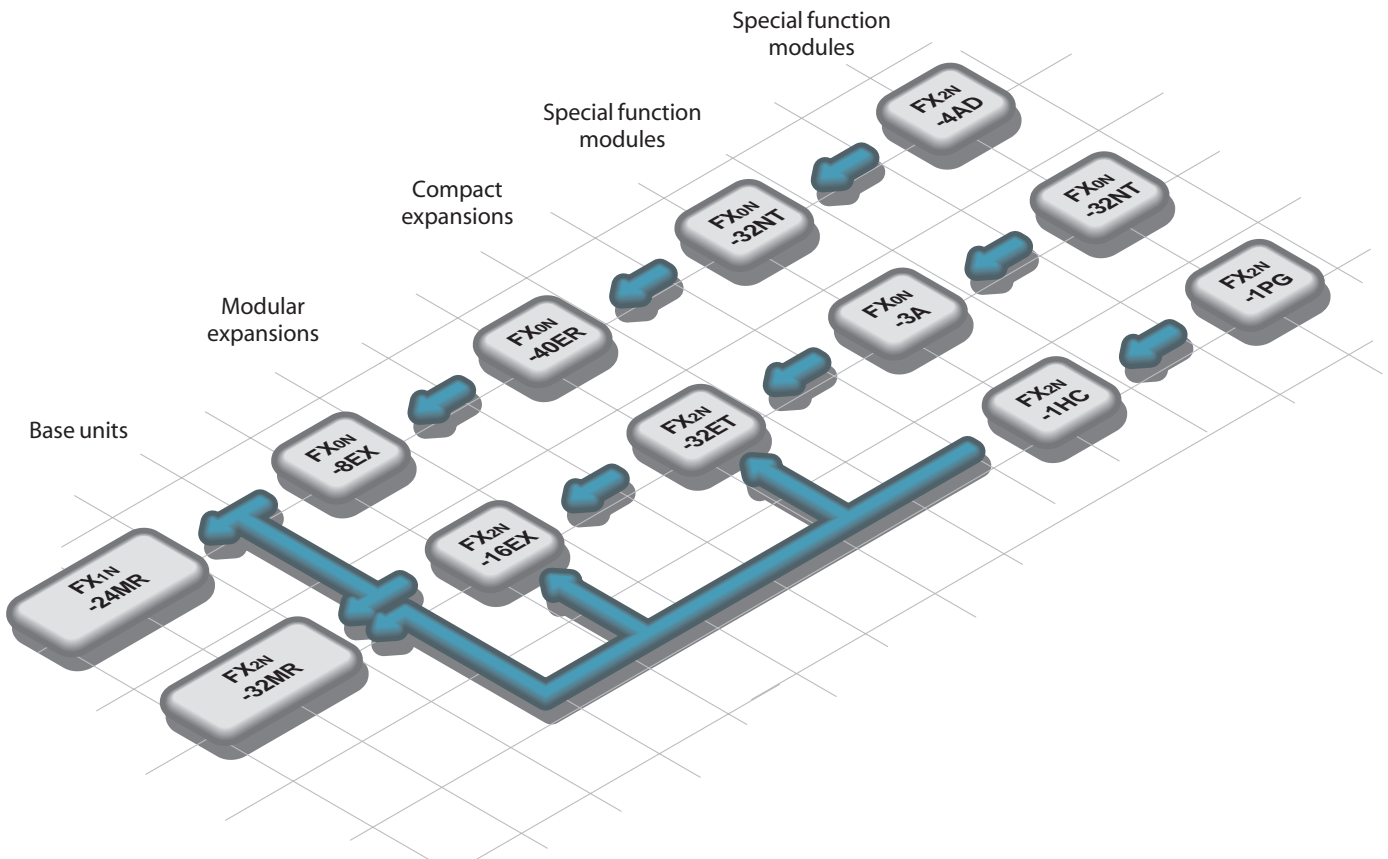 Special function
modules
Special function
modules
Compact
expansions
Modular
expansions
Base units
FX2N
-4AD
FX0N
-32NT
FX0N
-32NT
FX2N
-1PG
FX0N
-40ER
FX0N
-3A
FX2N
-1HC
FX0N
-8EX
FX2N
-32ET
FX2N
-16EX
FX1N
-24MR
FX2N
-32MR